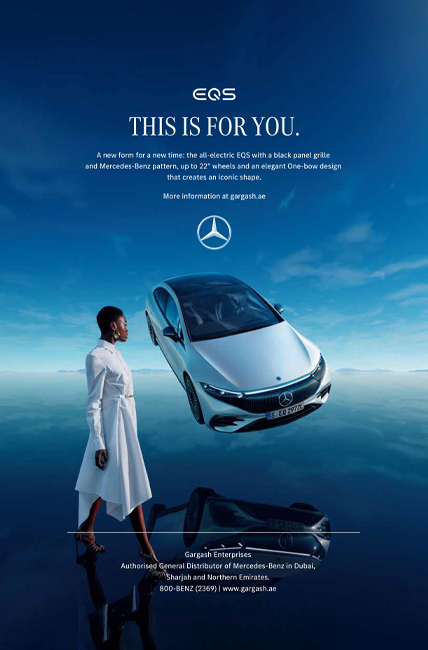 EQS
THIS IS FOR YOU.
A new form for a new time: the all-electric EQS with a black panel grille
and Mercedes-Benz pattern, up to 22" wheels and an elegant One-bow design
that creates an iconic shape.
More information at gargash.ae
Gargash Enterprises
Authorised General Distributor of Mercedes-Benz in Dubai,
Sharjah and Northern Emirates.
800-BENZ (2369) | www.gargash.ae